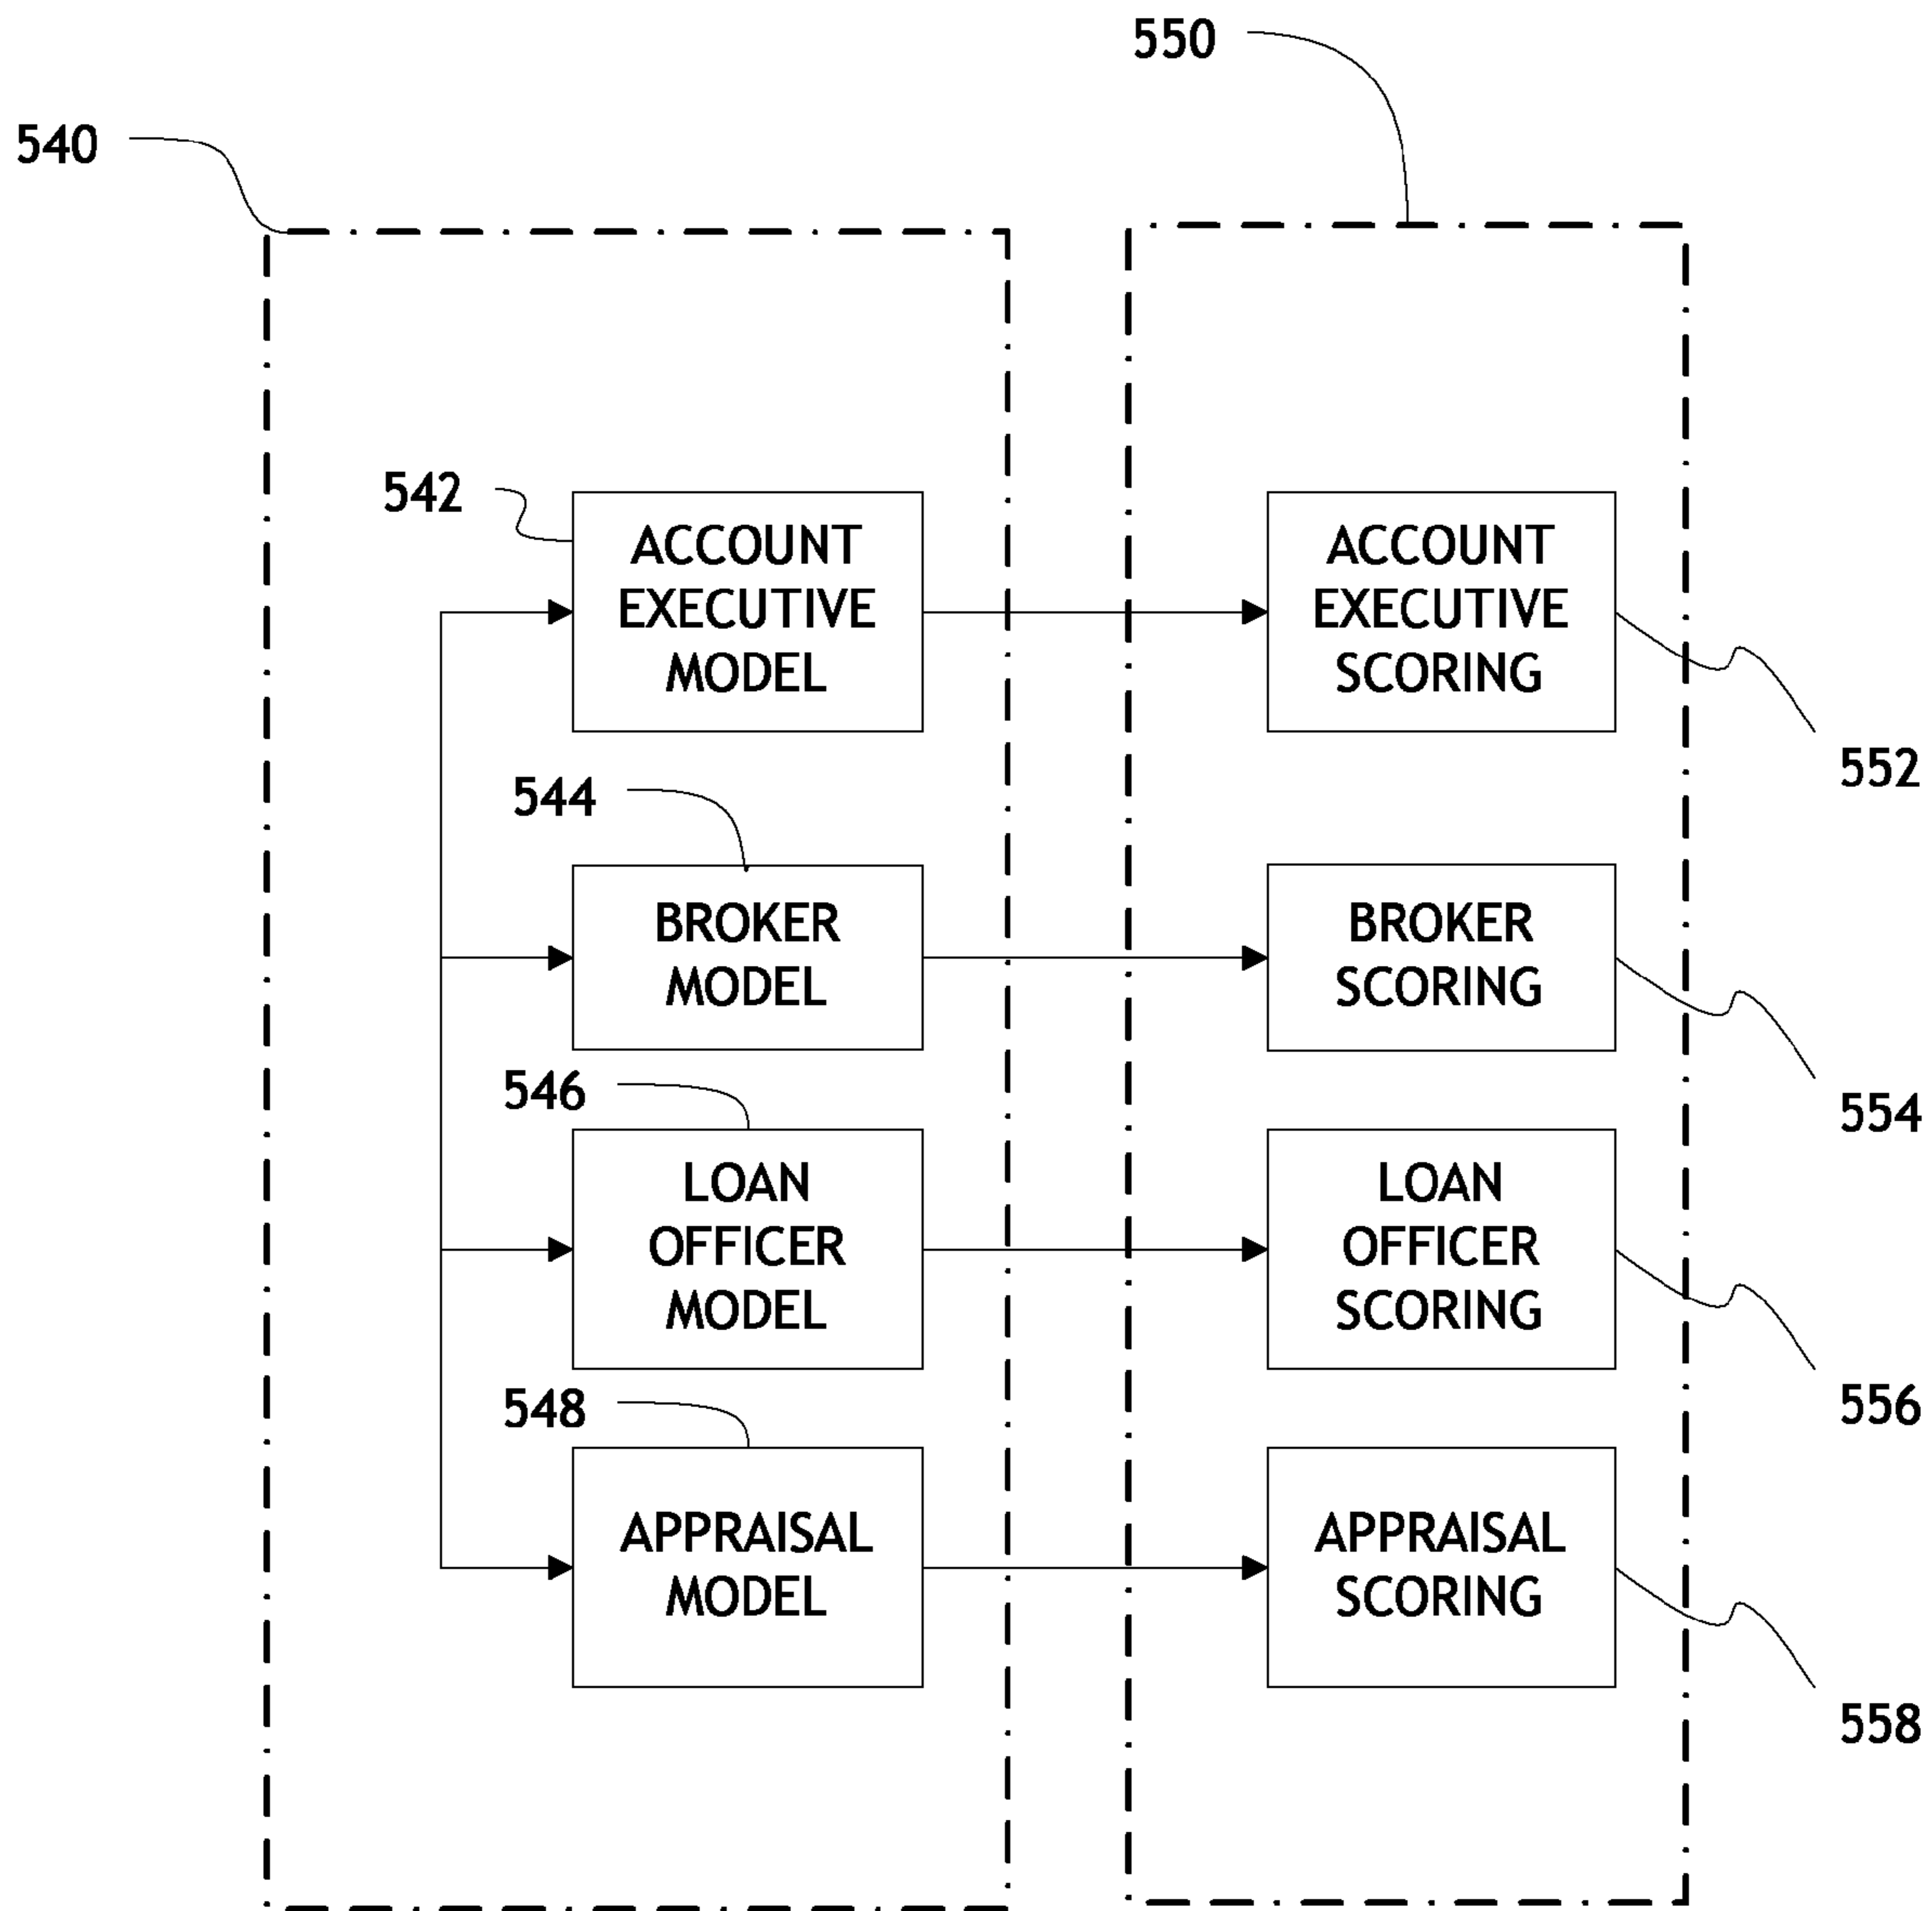 550
540
542
ACCOUNT
EXECUTIVE
MODEL
ACCOUNT
EXECUTIVE
SCORING
552
544
BROKER
MODEL
BROKER
SCORING
554
546
LOAN
OFFICER
MODEL
LOAN
OFFICER
SCORING
556
548
APPRAISAL
MODEL
APPRAISAL
SCORING
558